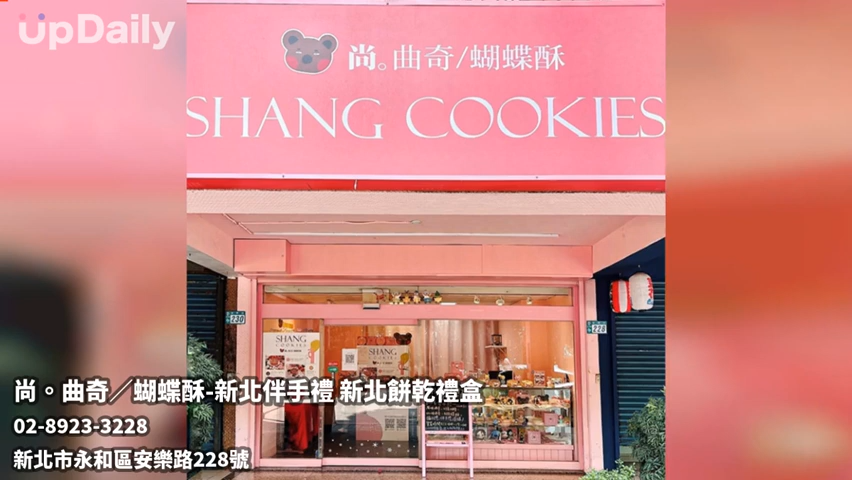 UpDaily
尚。曲奇/蝴蝶酥
SHANG COOKIES
230
228
SHANG
COOKIES
SHANG
COOKIES
尚。曲奇／蝴蝶酥-新北伴手禮 新北餅乾禮盒
02-8923-3228
新北市永和區安樂路228號